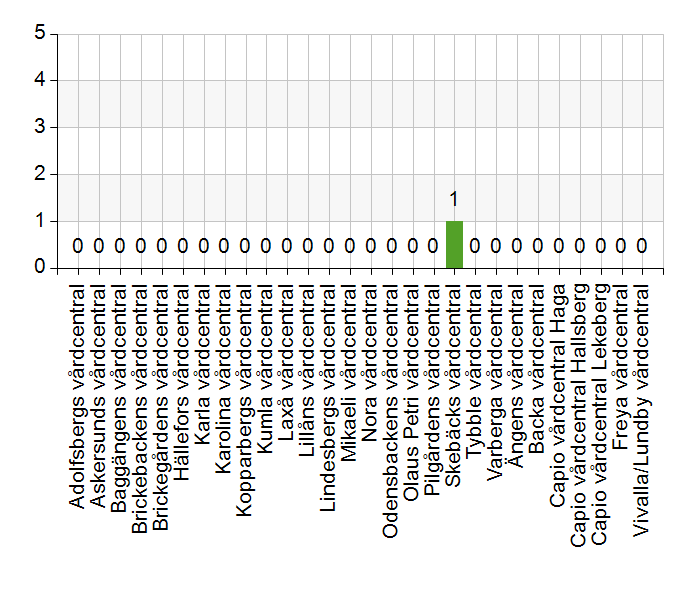 5
4
3
2
1
0
1
0 0 0 0 0 0 0 0 0 0 0 0 0 0 0 0 0 0 0 0 0 0 0 0 0 0 0
Adolfsbergs vårdcentral
Askersunds vårdcentral
Baggängens vårdcentral
Brickebackens vårdcentral
Brickegårdens vårdcentral
Hällefors vårdcentral
Karla vårdcentral
Karolina vårdcentral
Kopparbergs vårdcentral
Kumla vårdcentral
Laxå vårdcentral
Lillåns vårdcentral
Lindesbergs vårdcentral
Mikaeli vårdcentral
Nora vårdcentral
Odensbackens vårdcentral
Olaus Petri vårdcentral
Pilgårdens vårdcentral
Skebäcks vårdcentral
Tybble vårdcentral
Varberga vårdcentral
Ängens vårdcentral
Backa vårdcentral
Capio vårdcentral Haga
Capio vårdcentral Hallsberg
Capio vårdcentral Lekeberg
Freya vårdcentral
Vivalla/Lundby vårdcentral